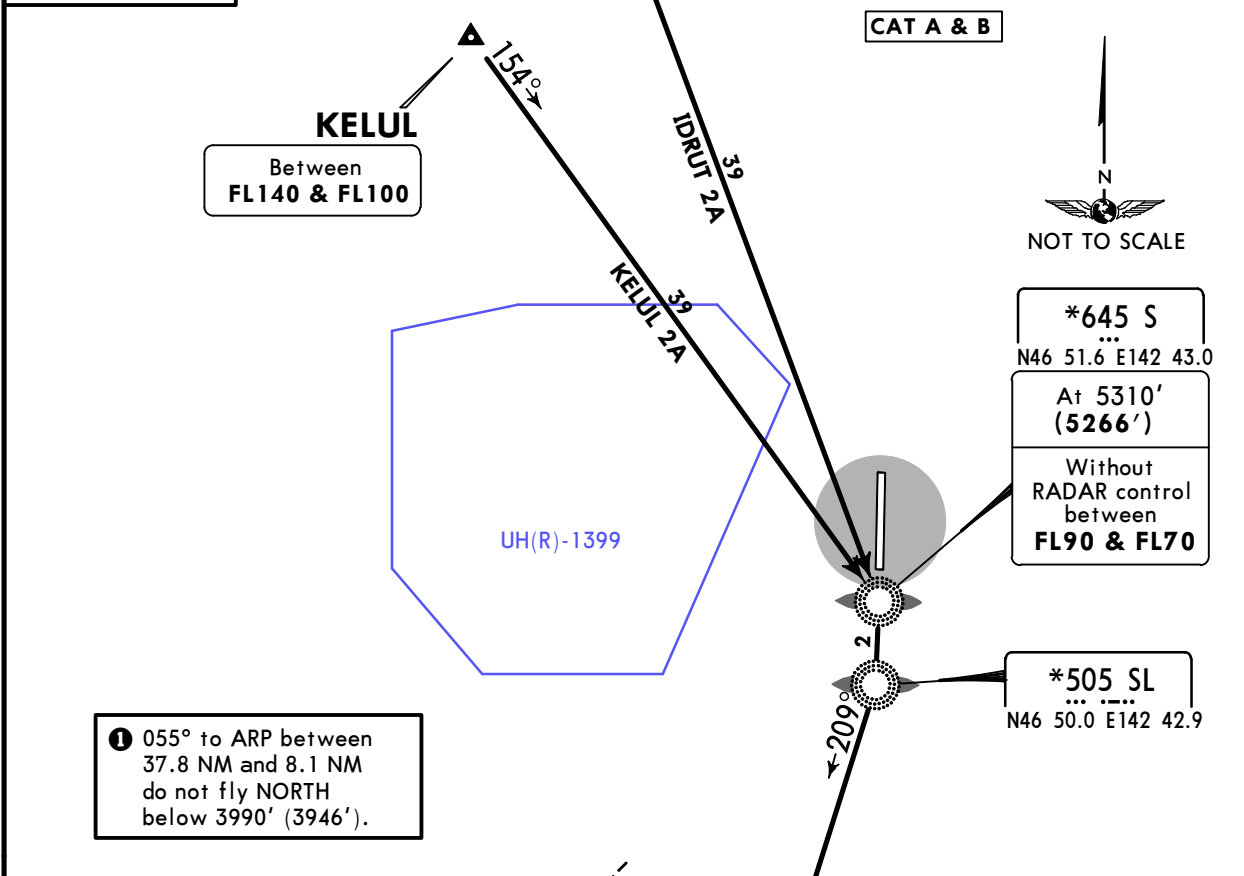 CAT A & B
154°
KELUL
Between
FL140 & FL100
39
IDRUT 2A
N
NOT TO SCALE
39
KELUL 2A
*645 S
N46 51.6 E142 43.0
At 5310'
(5266')
Without
RADAR control
between
FL90 & FL70
UH(R)-1399
2
*505 SL
N46 50.0 E142 42.9
209°
1 055° to ARP between
37.8 NM and 8.1 NM
do not fly NORTH
below 3990' (3946').